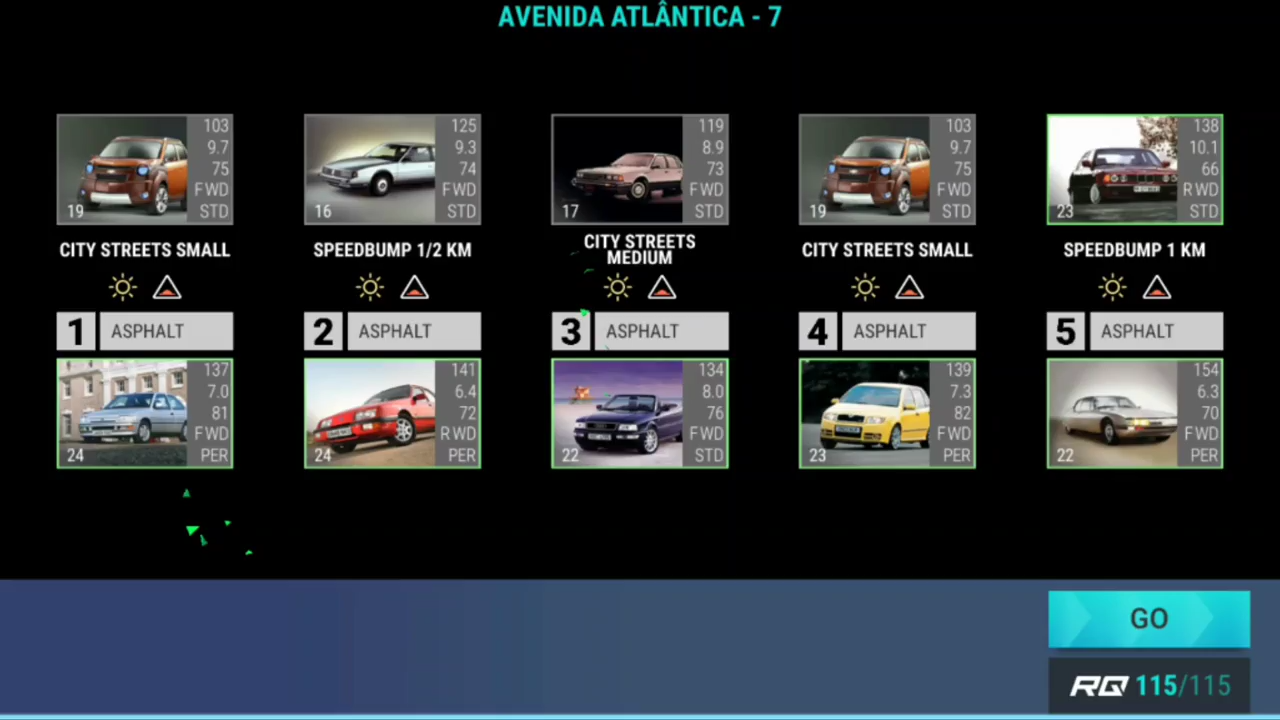 AVENIDA ATLÂNTICA - 7
103
9.7
75
FWD
19 STD
125
9.3
74
FWD
16 STD
119
8.9
73
FWD
17 STD
103
9.7
75
FWD
19 STD
138
10.1
66
RWD
23 STD
CITY STREETS SMALL
SPEEDBUMP 1/2 KM
CITY STREETS
MEDIUM
CITY STREETS SMALL
SPEEDBUMP 1 KM
1 ASPHALT
2 ASPHALT
3 ASPHALT
4 ASPHALT
5 ASPHALT
137
7.0
81
FWD
24 PER
141
6.4
72
RWD
24 PER
134
8.0
76
FWD
22 STD
139
7.3
82
FWD
23 PER
154
6.3
70
FWD
22 PER
GO
RQ 115/115